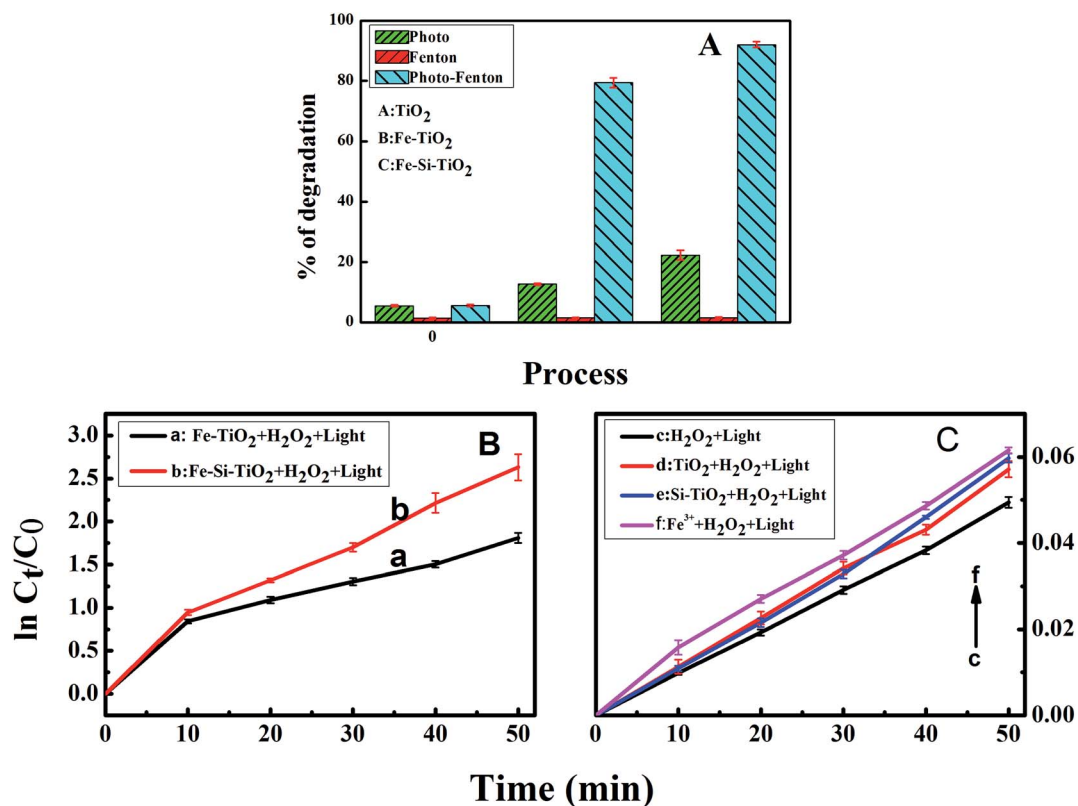 100
80
60
40
20
0
% of degradation
Photo
Fenton
Photo-Fenton
A
A:TiO₂
B:Fe-TiO₂
C:Fe-Si-TiO₂
0
Process
3.0
2.5
2.0
1.5
1.0
0.5
0.0
ln Ct/C0
a: Fe-TiO₂+H₂O₂+Light
b:Fe-Si-TiO₂+H₂O₂+Light
B
b
a
0 10 20 30 40 50
c:H₂O₂+Light
d:TiO₂+H₂O₂+Light
e:Si-TiO₂+H₂O₂+Light
f:Fe³⁺+H₂O₂+Light
C
f
c
0.06
0.04
0.02
0.00
0 10 20 30 40 50
Time (min)